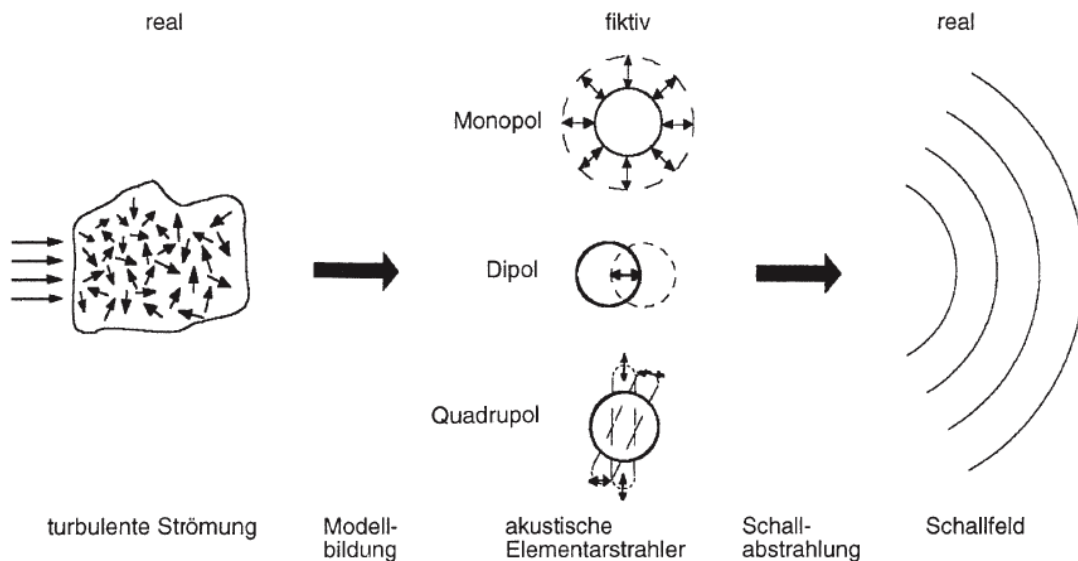 real
fiktiv
real
Monopol
Dipol
Quadrupol
turbulente Strömung
Modell-
bildung
akustische
Elementarstrahler
Schall-
abstrahlung
Schallfeld